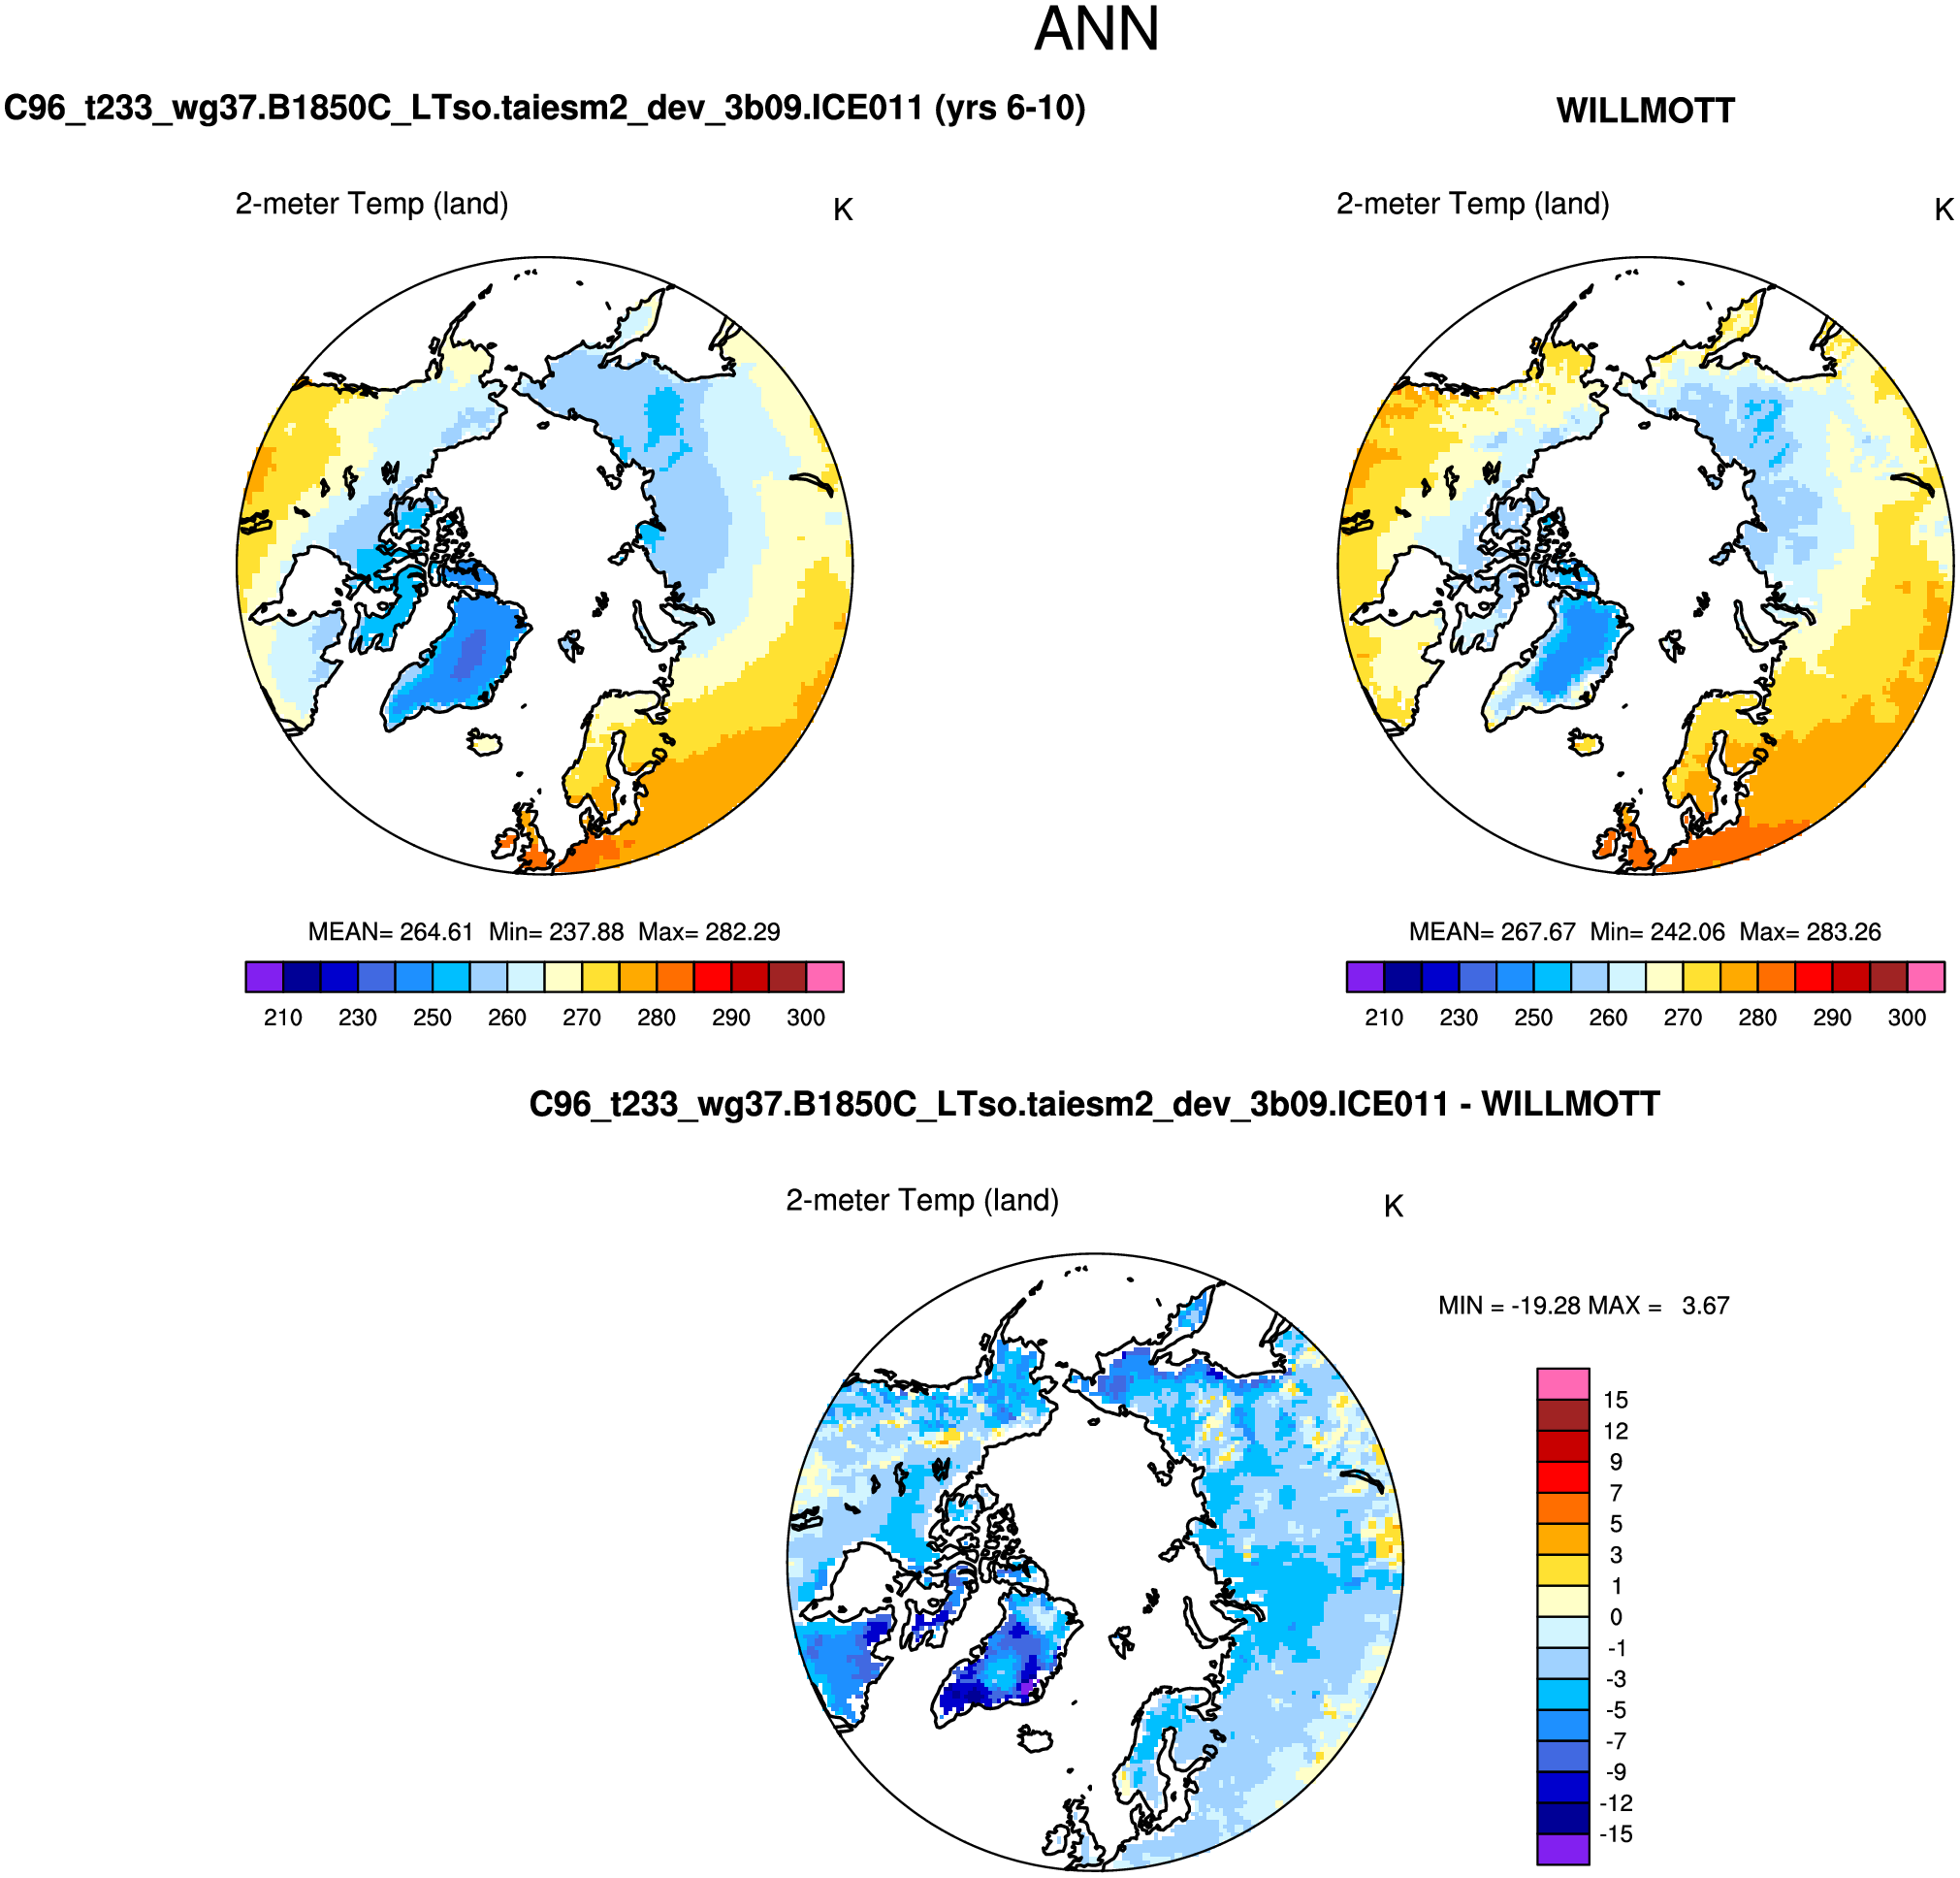 ANN
C96_t233_wg37.B1850C_LTso.taiesm2_dev_3b09.ICE011 (yrs 6-10)
WILLMOTT
2-meter Temp (land) K
2-meter Temp (land) K
MEAN= 264.61 Min= 237.88 Max= 282.29
MEAN= 267.67 Min= 242.06 Max= 283.26
210 230 250 260 270 280 290 300
210 230 250 260 270 280 290 300
C96_t233_wg37.B1850C_LTso.taiesm2_dev_3b09.ICE011 - WILLMOTT
2-meter Temp (land) K
MIN = -19.28 MAX = 3.67
15
12
9
7
5
3
1
0
-1
-3
-5
-7
-9
-12
-15